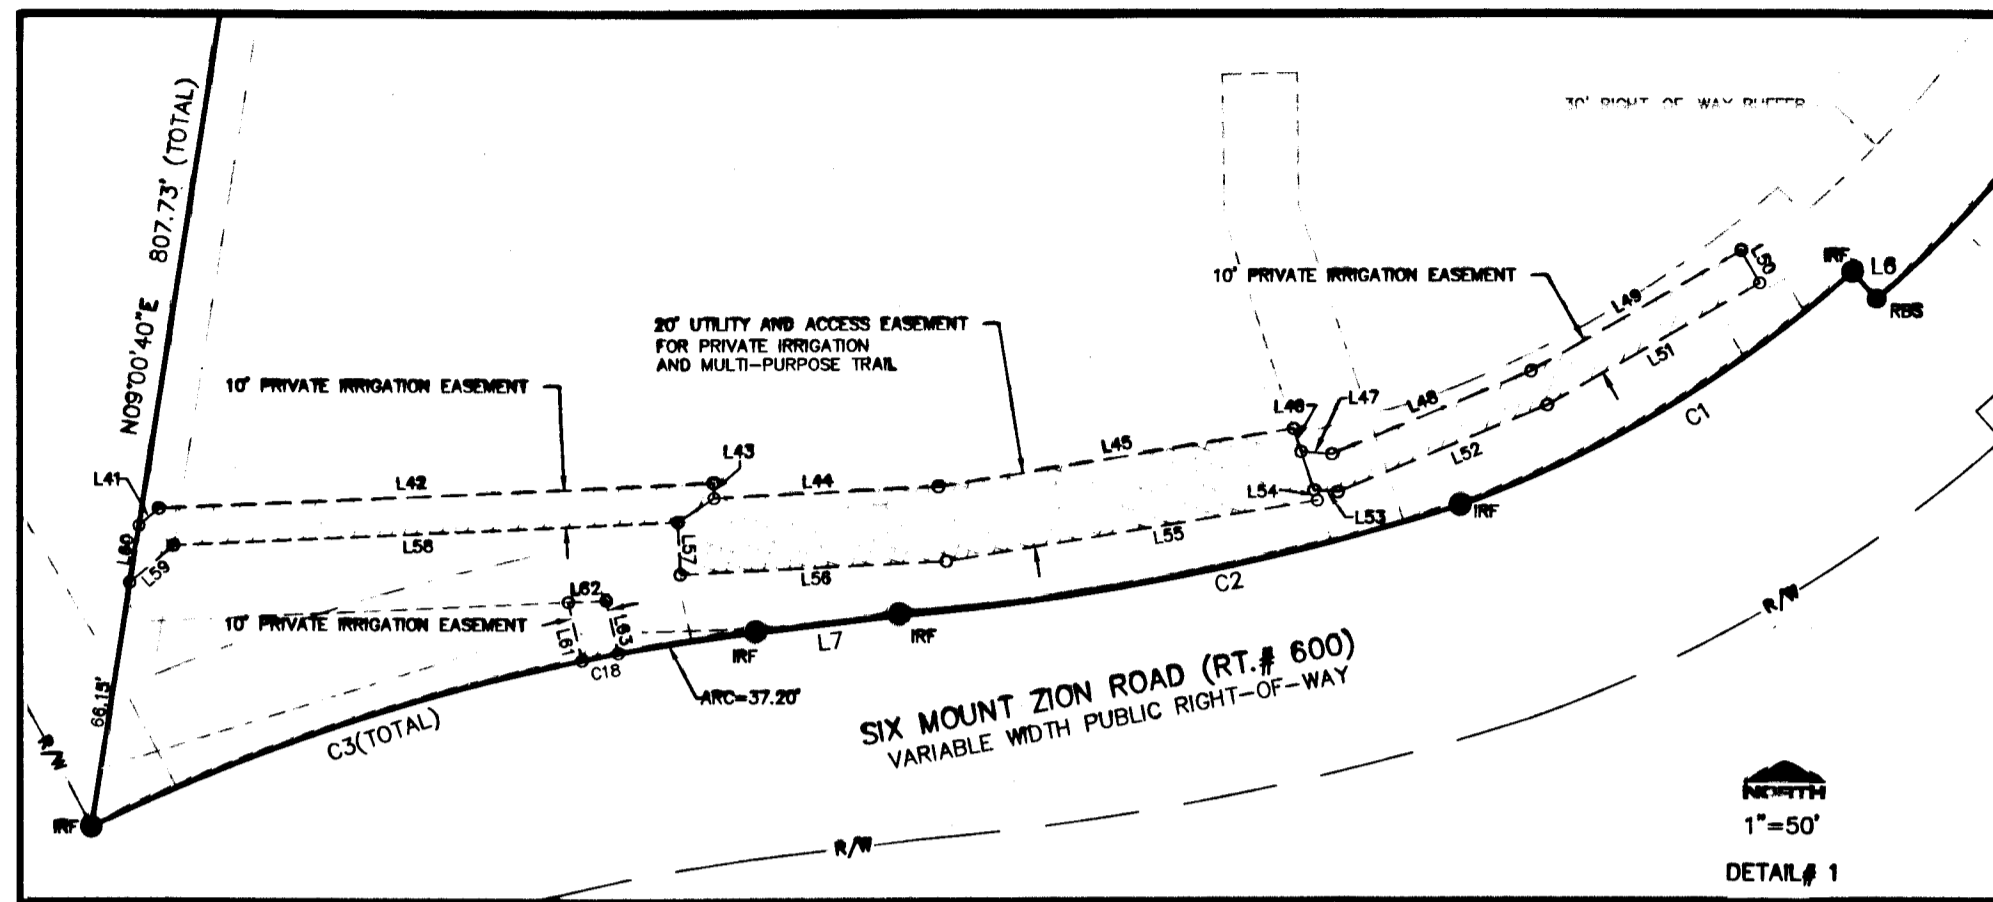 N09°00'40"E 807.73' (TOTAL)
30' RIGHT-OF-WAY BUFFER
10' PRIVATE IRRIGATION EASEMENT
IRF
L6
RBS
L50
L49
L51
C1
20' UTILITY AND ACCESS EASEMENT
FOR PRIVATE IRRIGATION
AND MULTI-PURPOSE TRAIL
10' PRIVATE IRRIGATION EASEMENT
L46
L47
L48
L45
L43
L44
L42
L41
L52
L54
L53
IRF
L60
L59
L58
L57
L56
L55
C2
L62
10' PRIVATE IRRIGATION EASEMENT
L61
L63
C18
IRF
L7
IRF
ARC=37.20'
66.15'
C3(TOTAL)
R/W
IRF
SIX MOUNT ZION ROAD (RT.# 600)
VARIABLE WIDTH PUBLIC RIGHT-OF-WAY
R/W
R/W
NORTH
1"=50'
DETAIL# 1